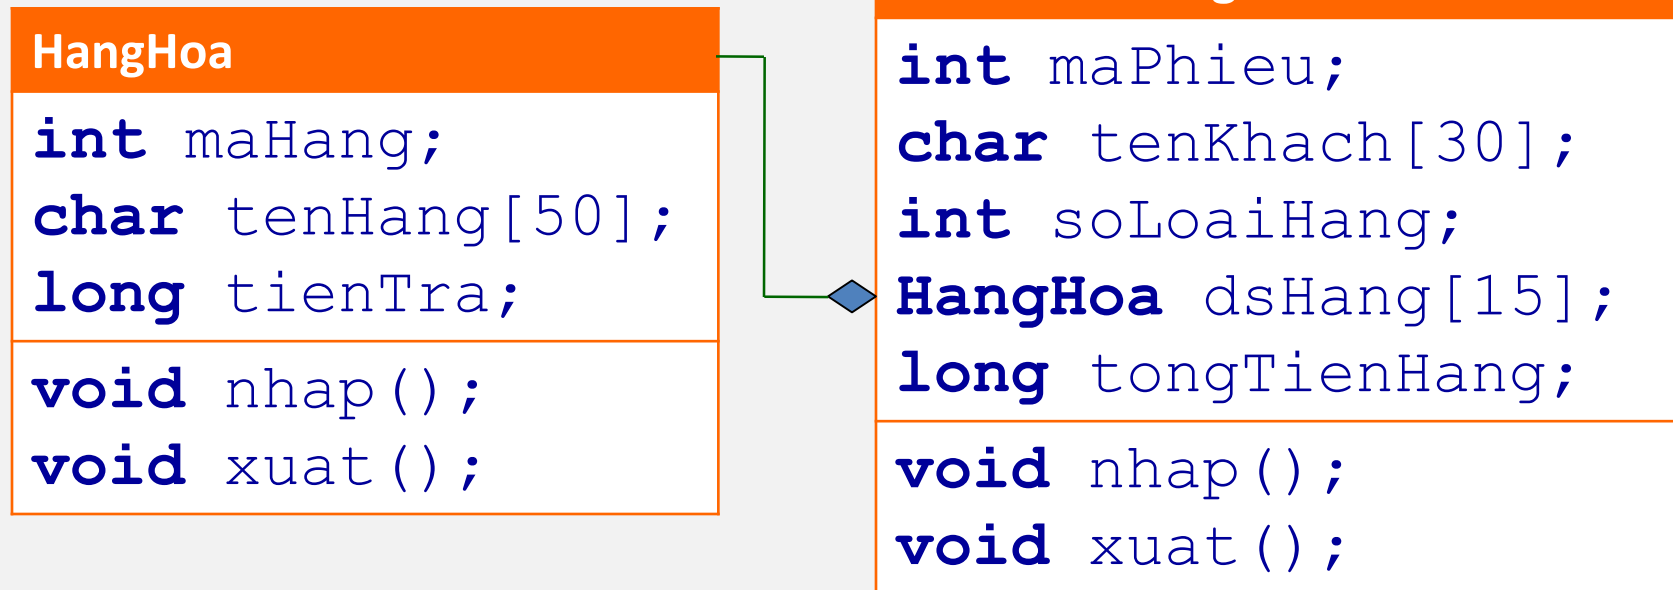 HangHoa
int maHang;
char tenHang[50];
long tienTra;
void nhap();
void xuat();
int maPhieu;
char tenKhach[30];
int soLoaiHang;
HangHoa dsHang[15];
long tongTienHang;
void nhap();
void xuat();